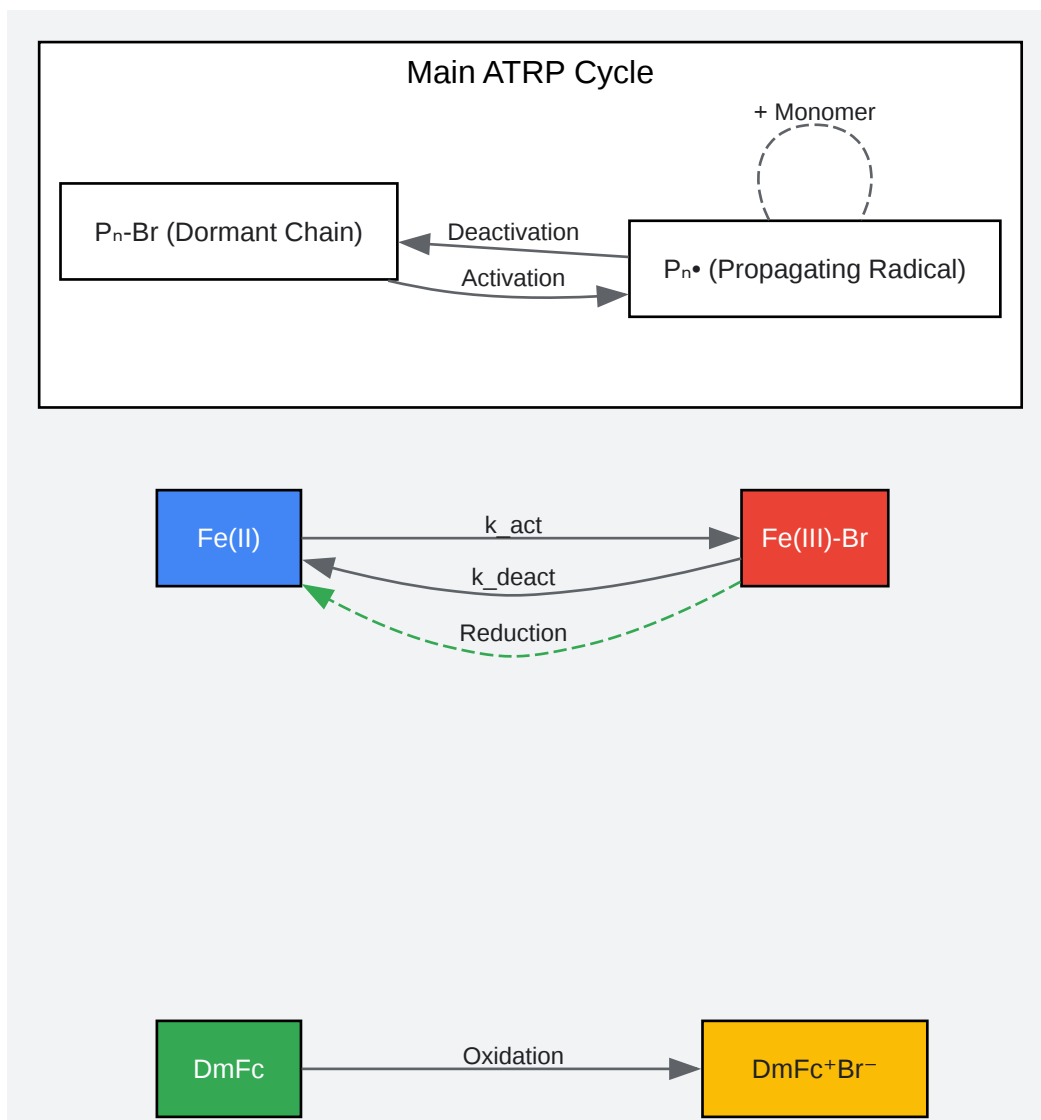 Main ATRP Cycle
+ Monomer
Pₙ-Br (Dormant Chain)
Deactivation
Activation
Pₙ• (Propagating Radical)
Fe(II)
k_act
Fe(III)-Br
k_deact
Reduction
DmFc
Oxidation
DmFc⁺Br⁻